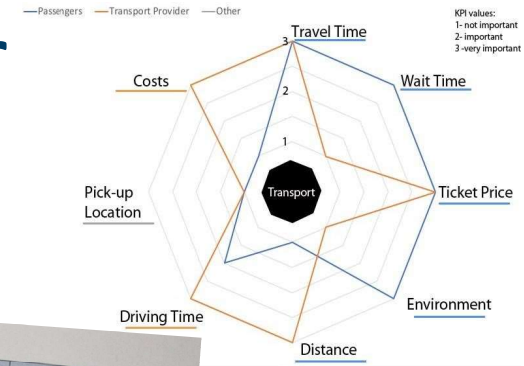 Passengers
Transport Provider
Other
KPI values:
1- not important
2- important
3 -very important
Travel Time
3
Costs
Wait Time
2
1
Transport
Pick-up
Location
Ticket Price
Driving Time
Environment
Distance